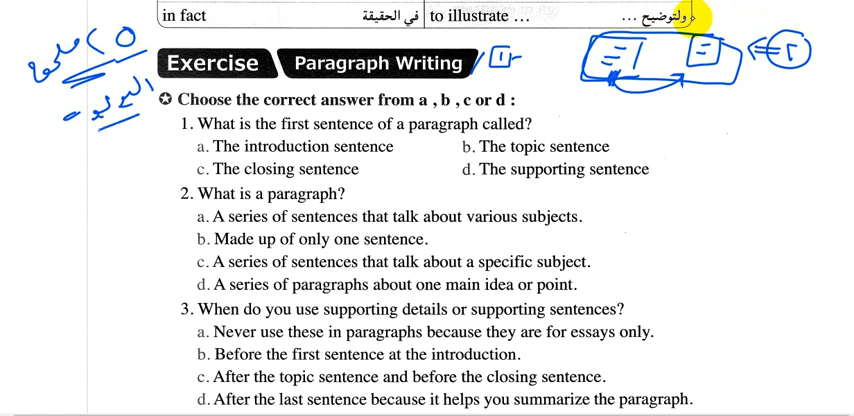 in fact في الحقيقة to illustrate … ولتوضيح …
Exercise Paragraph Writing
✪ Choose the correct answer from a , b , c or d :
1. What is the first sentence of a paragraph called?
a. The introduction sentence b. The topic sentence
c. The closing sentence d. The supporting sentence
2. What is a paragraph?
a. A series of sentences that talk about various subjects.
b. Made up of only one sentence.
c. A series of sentences that talk about a specific subject.
d. A series of paragraphs about one main idea or point.
3. When do you use supporting details or supporting sentences?
a. Never use these in paragraphs because they are for essays only.
b. Before the first sentence at the introduction.
c. After the topic sentence and before the closing sentence.
d. After the last sentence because it helps you summarize the paragraph.